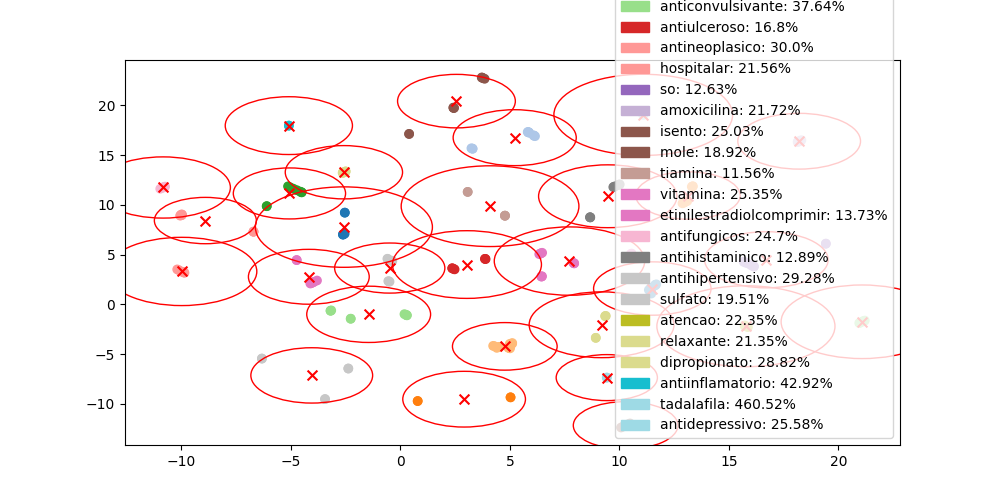 anticonvulsivante: 37.64%
antiulceroso: 16.8%
antineoplasico: 30.0%
hospitalar: 21.56%
so: 12.63%
amoxicilina: 21.72%
isento: 25.03%
mole: 18.92%
tiamina: 11.56%
vitamina: 25.35%
etinilestradiolcomprimir: 13.73%
antifungicos: 24.7%
antihistaminico: 12.89%
antihipertensivo: 29.28%
sulfato: 19.51%
atencao: 22.35%
relaxante: 21.35%
dipropionato: 28.82%
antiinflamatorio: 42.92%
tadalafila: 460.52%
antidepressivo: 25.58%
20
15
10
5
0
−5
−10
−10 −5 0 5 10 15 20